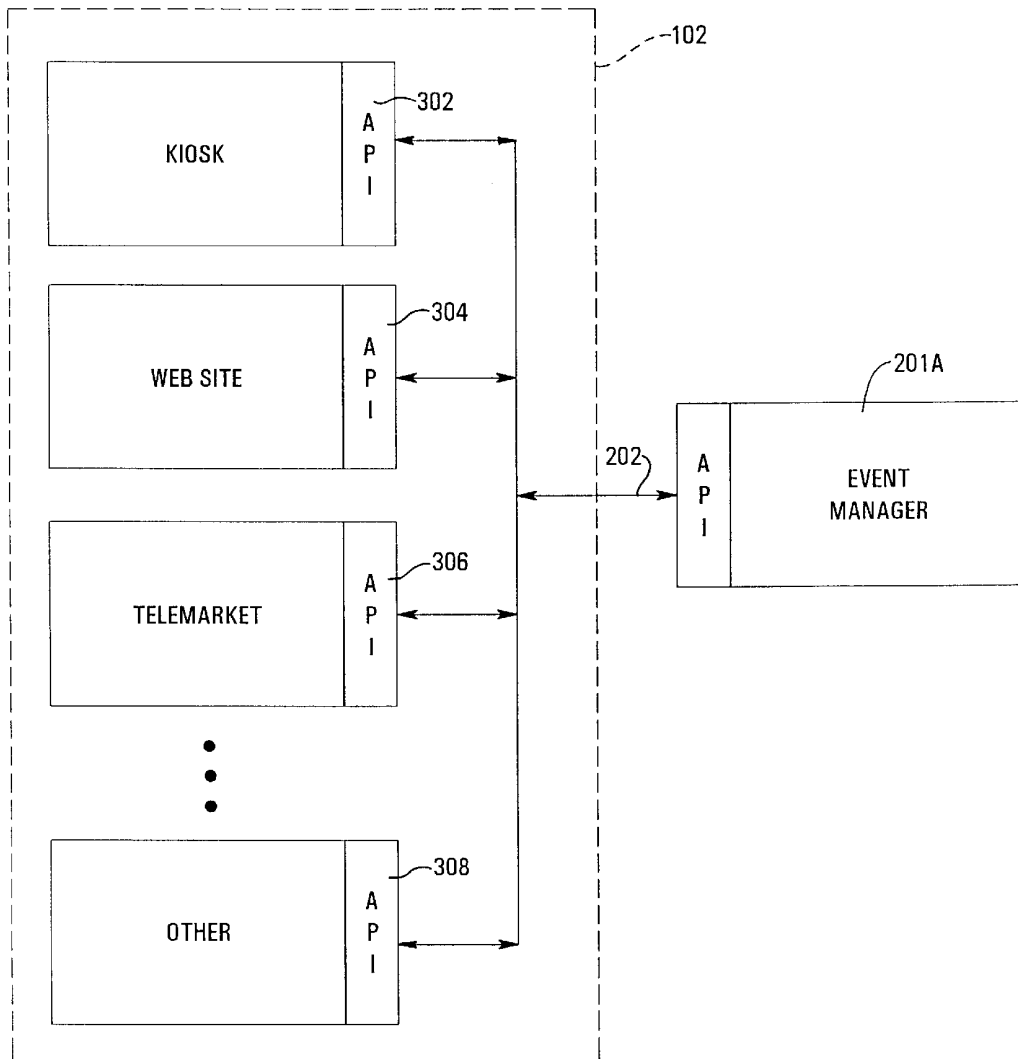 102
302
KIOSK
A
P
I
304
WEB SITE
A
P
I
201A
202
A
P
I
EVENT
MANAGER
306
TELEMARKET
A
P
I
308
OTHER
A
P
I